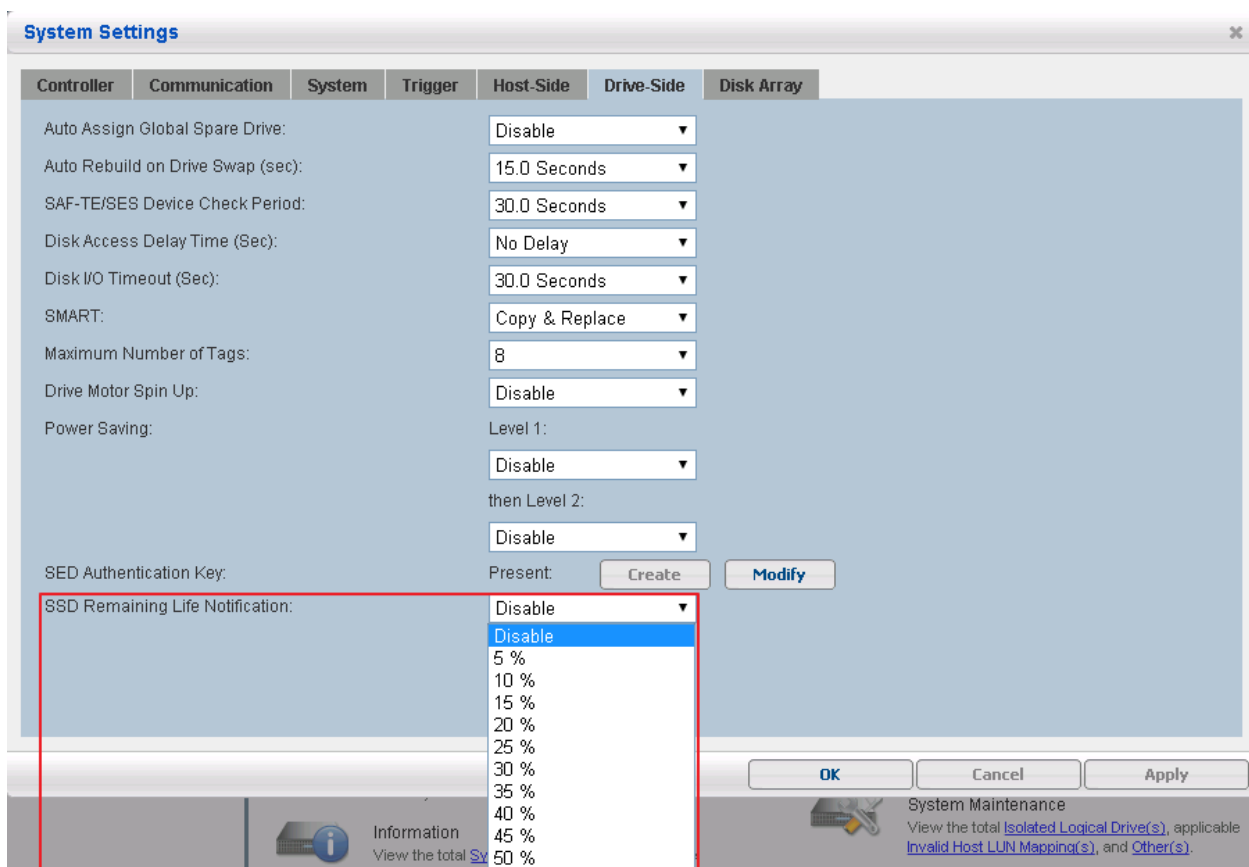 System Settings
Controller Communication System Trigger Host-Side Drive-Side Disk Array
Auto Assign Global Spare Drive: Disable
Auto Rebuild on Drive Swap (sec): 15.0 Seconds
SAF-TE/SES Device Check Period: 30.0 Seconds
Disk Access Delay Time (Sec): No Delay
Disk I/O Timeout (Sec): 30.0 Seconds
SMART: Copy & Replace
Maximum Number of Tags: 8
Drive Motor Spin Up: Disable
Power Saving: Level 1:
Disable
then Level 2:
Disable
SED Authentication Key: Present: Create Modify
SSD Remaining Life Notification: Disable
Disable
5 %
10 %
15 %
20 %
25 %
30 %
35 %
40 %
45 %
50 %
OK Cancel Apply
Information
View the total Sy
System Maintenance
View the total Isolated Logical Drive(s), applicable
Invalid Host LUN Mapping(s), and Other(s).